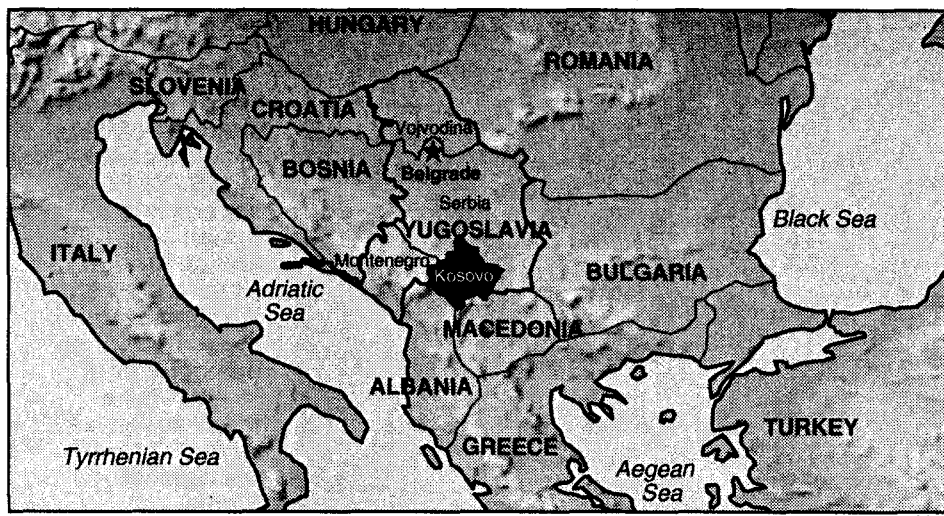 HUNGARY
ROMANIA
SLOVENIA
CROATIA
Vojvodina
BOSNIA
Belgrade
Serbia
Black Sea
YUGOSLAVIA
ITALY
Montenegro
Kosovo
BULGARIA
Adriatic
Sea
MACEDONIA
ALBANIA
TURKEY
GREECE
Tyrrhenian Sea
Aegean
Sea